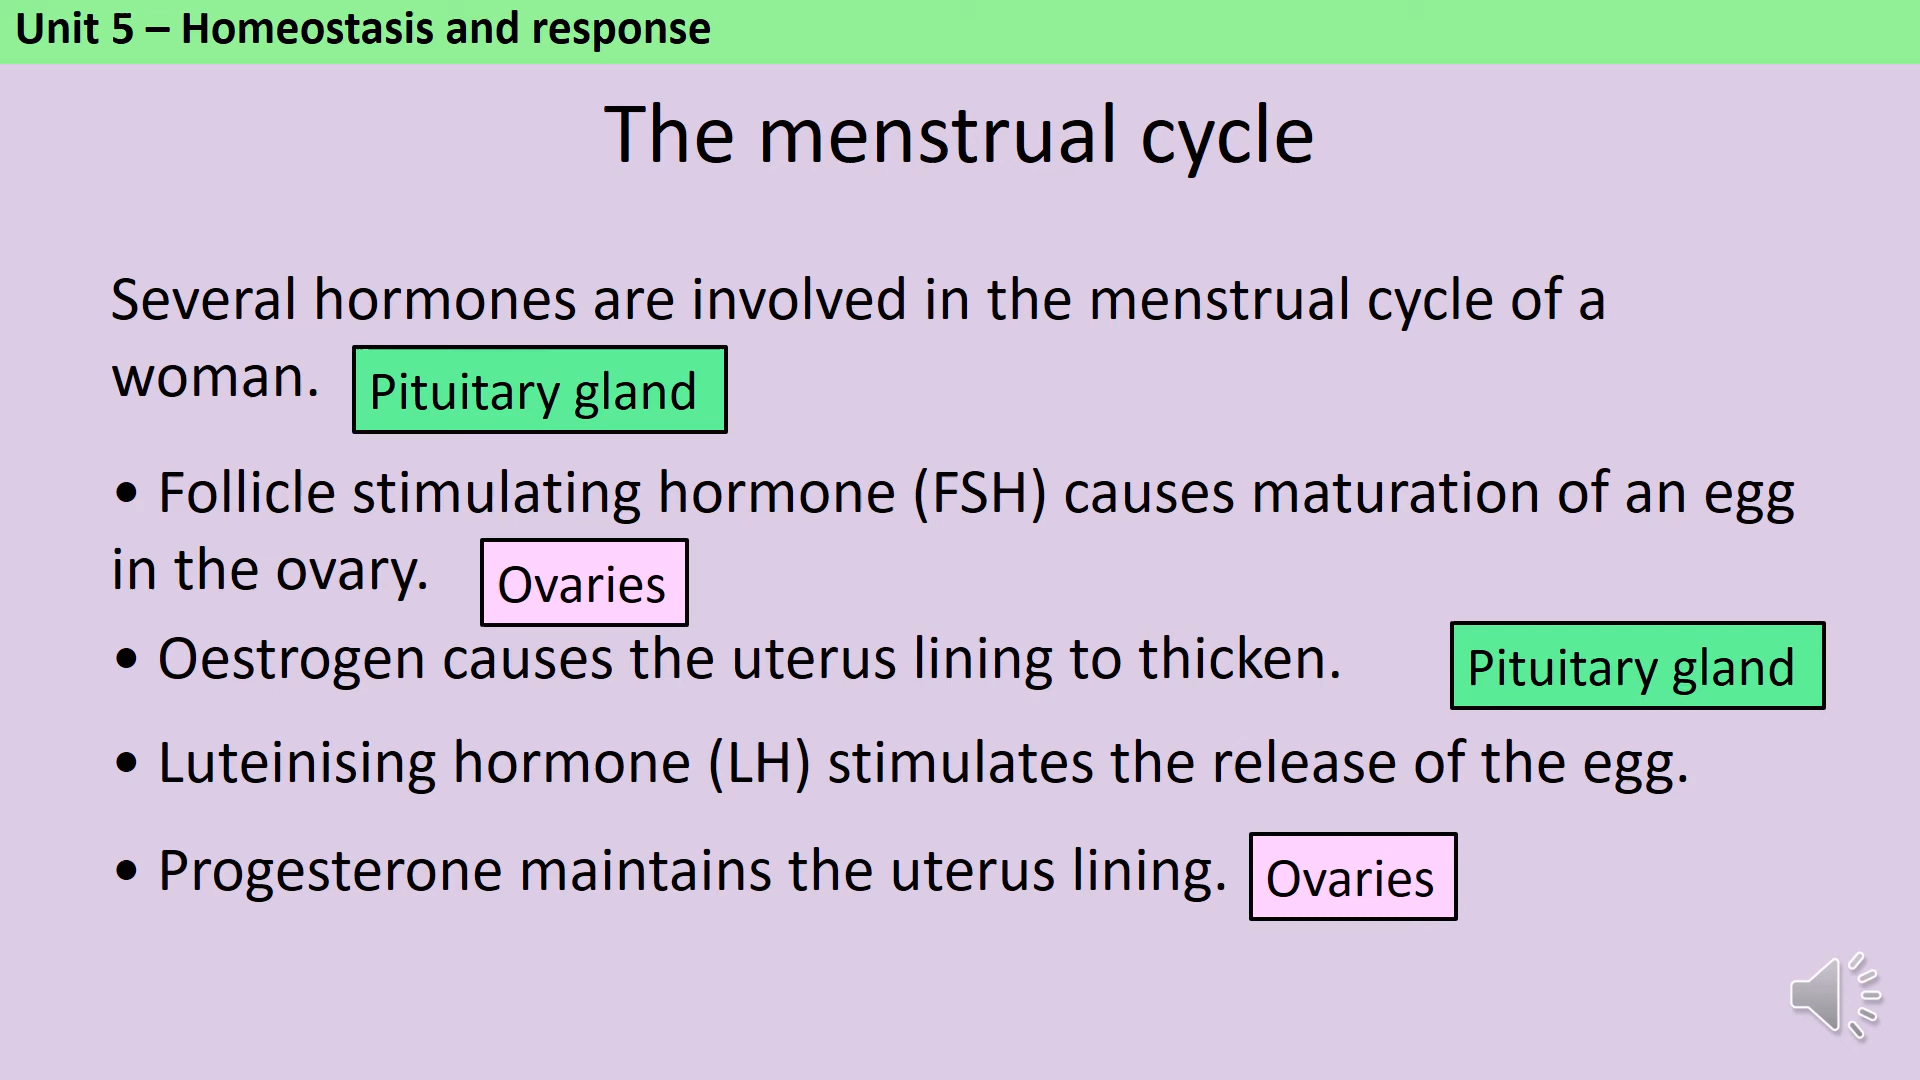 Unit 5 – Homeostasis and response
The menstrual cycle
Several hormones are involved in the menstrual cycle of a
woman.
Pituitary gland
• Follicle stimulating hormone (FSH) causes maturation of an egg
in the ovary.
Ovaries
• Oestrogen causes the uterus lining to thicken.
Pituitary gland
• Luteinising hormone (LH) stimulates the release of the egg.
• Progesterone maintains the uterus lining.
Ovaries